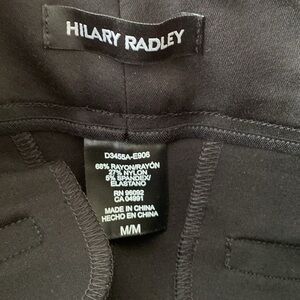 HILARY RADLEY
D3455A-E906
68% RAYON/RAYÓN
27% NYLON
5% SPANDEX/
ELASTANO
RN 96092
CA 04991
MADE IN CHINA
HECHO EN CHINA
M/M